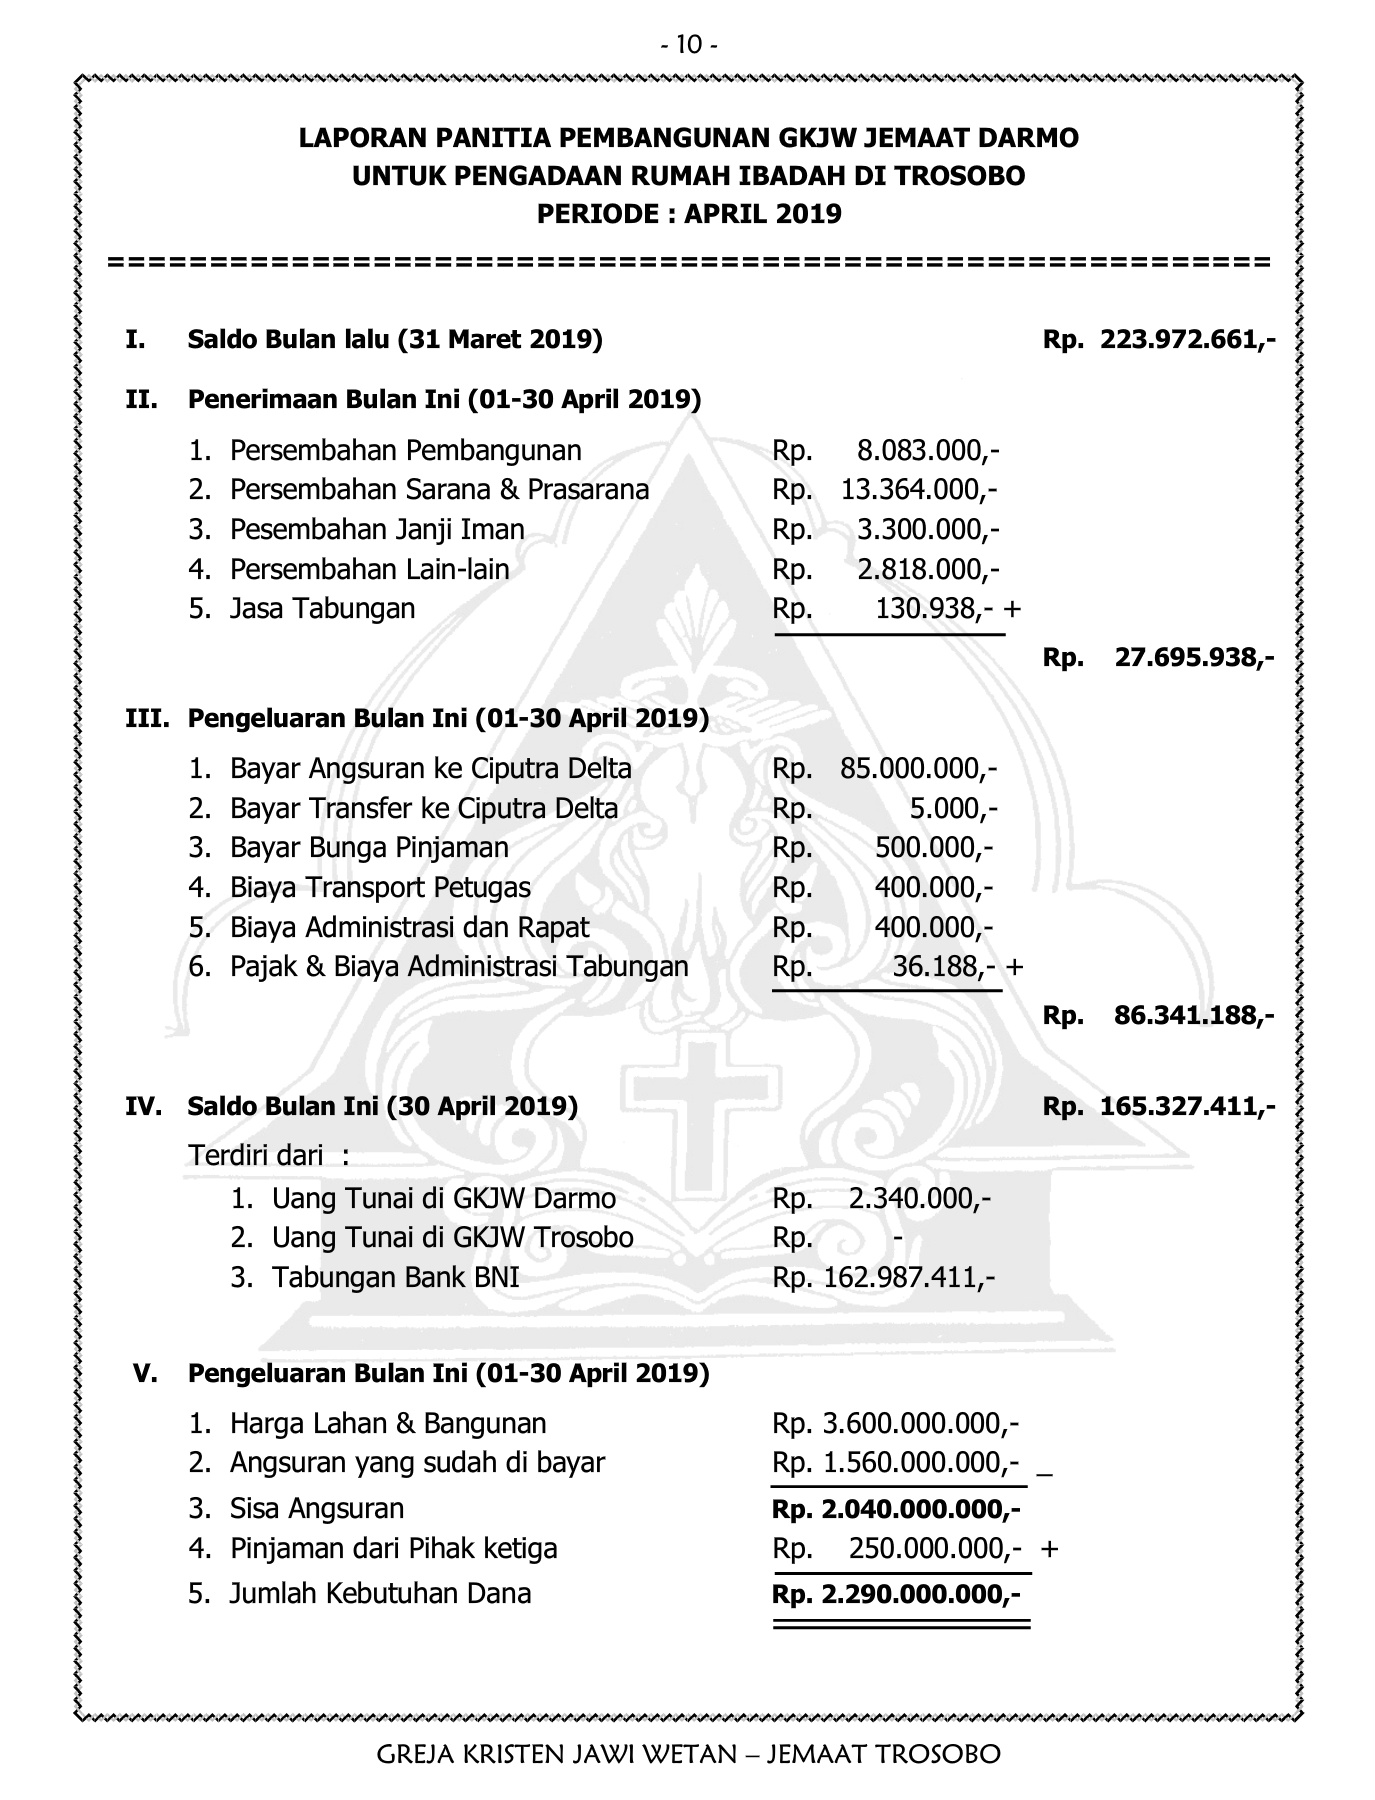 - 10 -
LAPORAN PANITIA PEMBANGUNAN GKJW JEMAAT DARMO
UNTUK PENGADAAN RUMAH IBADAH DI TROSOBO
PERIODE : APRIL 2019
=========================================================
I. Saldo Bulan lalu (31 Maret 2019) Rp. 223.972.661,-
II. Penerimaan Bulan Ini (01-30 April 2019)
1. Persembahan Pembangunan Rp. 8.083.000,-
2. Persembahan Sarana & Prasarana Rp. 13.364.000,-
3. Pesembahan Janji Iman Rp. 3.300.000,-
4. Persembahan Lain-lain Rp. 2.818.000,-
5. Jasa Tabungan Rp. 130.938,- +
Rp. 27.695.938,-
III. Pengeluaran Bulan Ini (01-30 April 2019)
1. Bayar Angsuran ke Ciputra Delta Rp. 85.000.000,-
2. Bayar Transfer ke Ciputra Delta Rp. 5.000,-
3. Bayar Bunga Pinjaman Rp. 500.000,-
4. Biaya Transport Petugas Rp. 400.000,-
5. Biaya Administrasi dan Rapat Rp. 400.000,-
6. Pajak & Biaya Administrasi Tabungan Rp. 36.188,- +
Rp. 86.341.188,-
IV. Saldo Bulan Ini (30 April 2019) Rp. 165.327.411,-
Terdiri dari :
1. Uang Tunai di GKJW Darmo Rp. 2.340.000,-
2. Uang Tunai di GKJW Trosobo Rp. -
3. Tabungan Bank BNI Rp. 162.987.411,-
V. Pengeluaran Bulan Ini (01-30 April 2019)
1. Harga Lahan & Bangunan Rp. 3.600.000.000,-
2. Angsuran yang sudah di bayar Rp. 1.560.000.000,- _
3. Sisa Angsuran Rp. 2.040.000.000,-
4. Pinjaman dari Pihak ketiga Rp. 250.000.000,- +
5. Jumlah Kebutuhan Dana Rp. 2.290.000.000,-
GREJA KRISTEN JAWI WETAN – JEMAAT TROSOBO